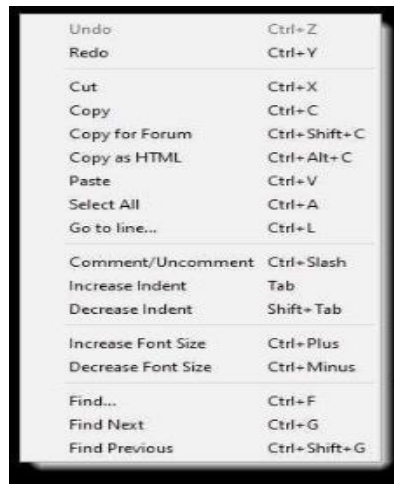 Undo Ctrl+Z
Redo Ctrl+Y
Cut Ctrl+X
Copy Ctrl+C
Copy for Forum Ctrl+Shift+C
Copy as HTML Ctrl+Alt+C
Paste Ctrl+V
Select All Ctrl+A
Go to line... Ctrl+L
Comment/Uncomment Ctrl+Slash
Increase Indent Tab
Decrease Indent Shift+Tab
Increase Font Size Ctrl+Plus
Decrease Font Size Ctrl+Minus
Find... Ctrl+F
Find Next Ctrl+G
Find Previous Ctrl+Shift+G